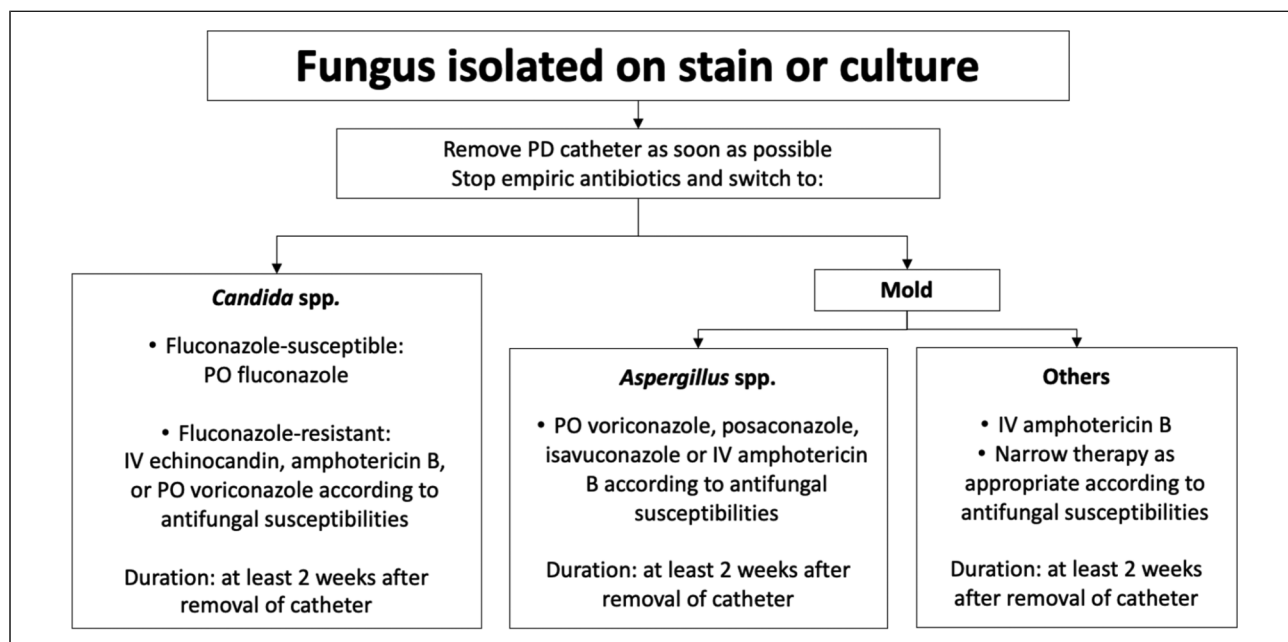 Fungus isolated on stain or culture
Remove PD catheter as soon as possible
Stop empiric antibiotics and switch to:
Candida spp.
• Fluconazole-susceptible:
PO fluconazole
• Fluconazole-resistant:
IV echinocandin, amphotericin B,
or PO voriconazole according to
antifungal susceptibilities
Duration: at least 2 weeks after
removal of catheter
Mold
Aspergillus spp.
• PO voriconazole, posaconazole,
isavuconazole or IV amphotericin
B according to antifungal
susceptibilities
Duration: at least 2 weeks after
removal of catheter
Others
• IV amphotericin B
• Narrow therapy as
appropriate according to
antifungal susceptibilities
Duration: at least 2 weeks
after removal of catheter